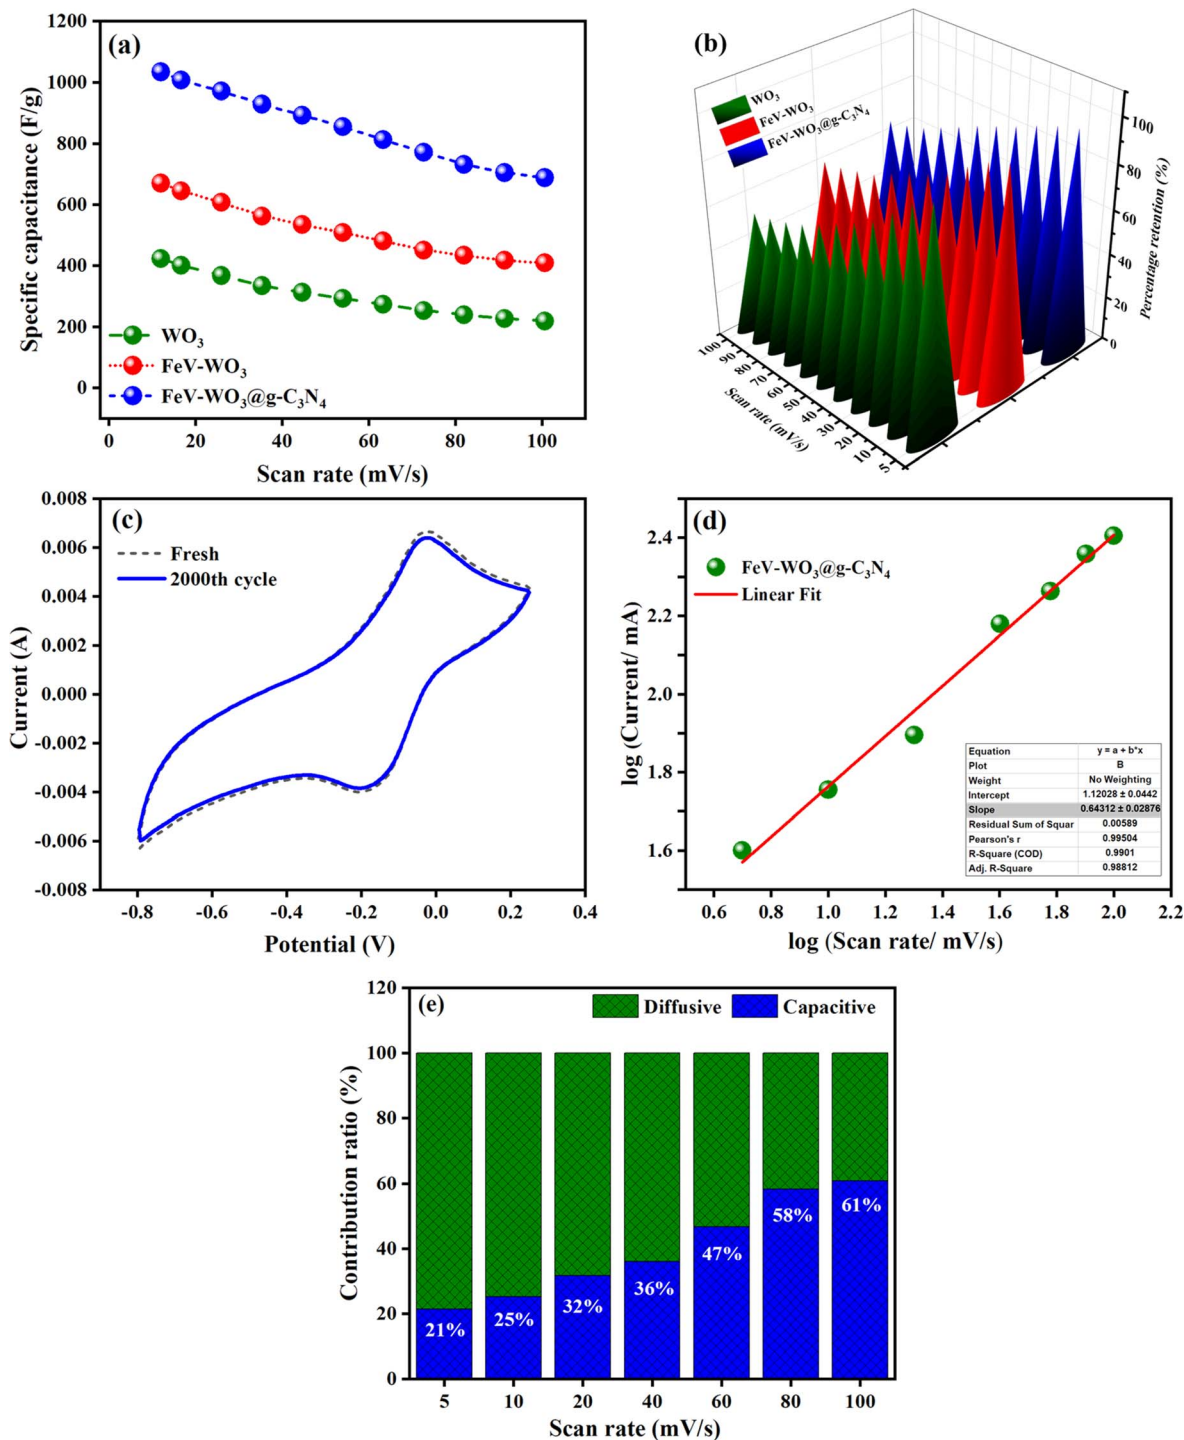 (a)
1200
1000
800
600
400
200
0
Specific capacitance (F/g)
WO₃
FeV-WO₃
FeV-WO₃@g-C₃N₄
0 20 40 60 80 100
Scan rate (mV/s)
(b)
WO₃
FeV-WO₃
FeV-WO₃@g-C₃N₄
100
80
60
40
20
0
Percentage retention (%)
100 90 80 70 60 50 40 30 20 10 5
Scan rate (mV/s)
(c)
0.008
0.006
0.004
0.002
0.000
-0.002
-0.004
-0.006
-0.008
Current (A)
Fresh
2000th cycle
-0.8 -0.6 -0.4 -0.2 0.0 0.2 0.4
Potential (V)
(d)
2.4
2.2
2.0
1.8
1.6
log (Current/ mA)
FeV-WO₃@g-C₃N₄
Linear Fit
Equation y = a + b*x
Plot B
Weight No Weighting
Intercept 1.12028 ± 0.0442
Slope 0.64312 ± 0.02876
Residual Sum of Squar 0.00589
Pearson's r 0.99504
R-Square (COD) 0.9901
Adj. R-Square 0.98812
0.6 0.8 1.0 1.2 1.4 1.6 1.8 2.0 2.2
log (Scan rate/ mV/s)
(e)
Diffusive Capacitive
120
100
80
60
40
20
0
Contribution ratio (%)
21% 25% 32% 36% 47% 58% 61%
5 10 20 40 60 80 100
Scan rate (mV/s)